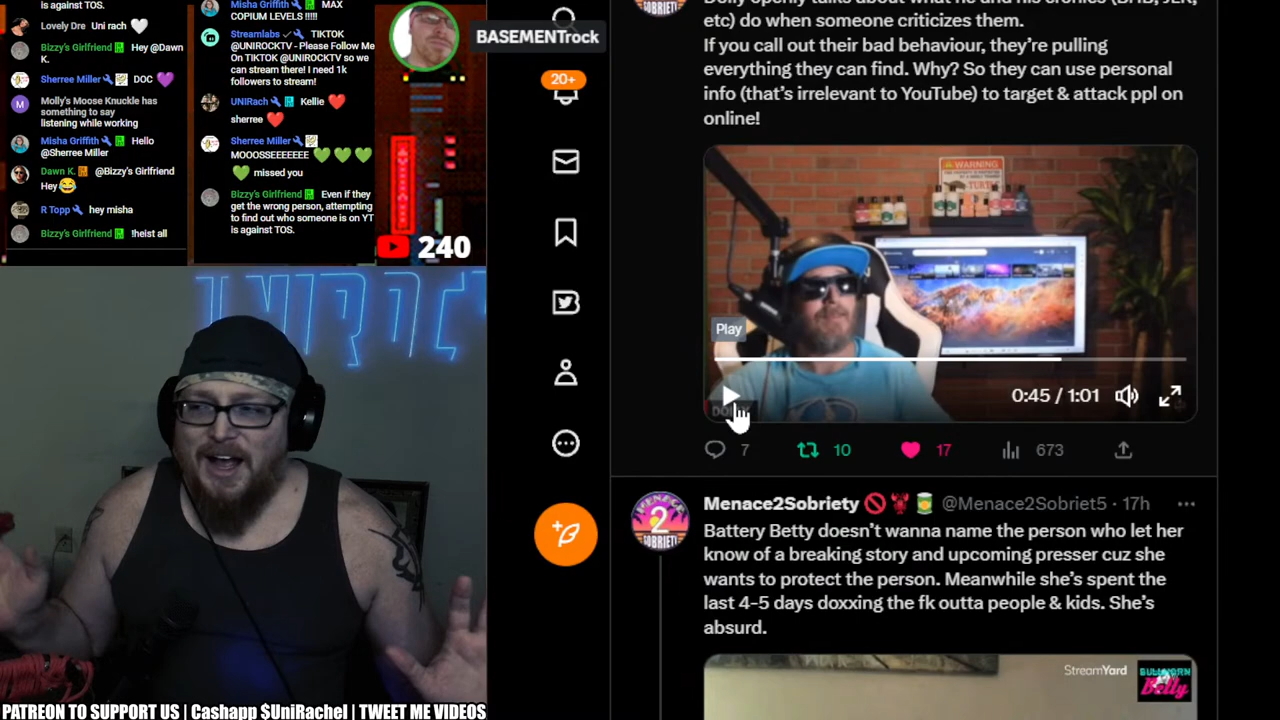 is against TOS.
Lovely Dre Uni rach
Bizzy's Girlfriend Hey @Dawn
K.
Sherree Miller DOC
Molly's Moose Knuckle has
something to say
listening while working
Misha Griffith Hello
@Sherree Miller
Dawn K. @Bizzy's Girlfriend
Hey
R Topp hey misha
Bizzy's Girlfriend !heist all
Misha Griffith MAX
COPIUM LEVELS !!!!!
Streamlabs TIKTOK
@UNIROCKTV - Please Follow Me
On TIKTOK @UNIROCKTV so we
can stream there! I need 1k
followers to stream!
UNIRach Kellie
sherree
Sherree Miller
MOOOSSEEEEEE
missed you
Bizzy's Girlfriend Even if they
get the wrong person, attempting
to find out who someone is on YT
is against TOS.
240
BASEMENTrock
20+
etc) do when someone criticizes them.
If you call out their bad behaviour, they're pulling
everything they can find. Why? So they can use personal
info (that's irrelevant to YouTube) to target & attack ppl on
online!
WARNING
Play
0:45 / 1:01
7 10 17 673
Menace2Sobriety @Menace2Sobriet5 · 17h
Battery Betty doesn't wanna name the person who let her
know of a breaking story and upcoming presser cuz she
wants to protect the person. Meanwhile she's spent the
last 4-5 days doxxing the fk outta people & kids. She's
absurd.
StreamYard
BULLHORN
Betty
PATREON TO SUPPORT US | Cashapp $UniRachel | TWEET ME VIDEOS